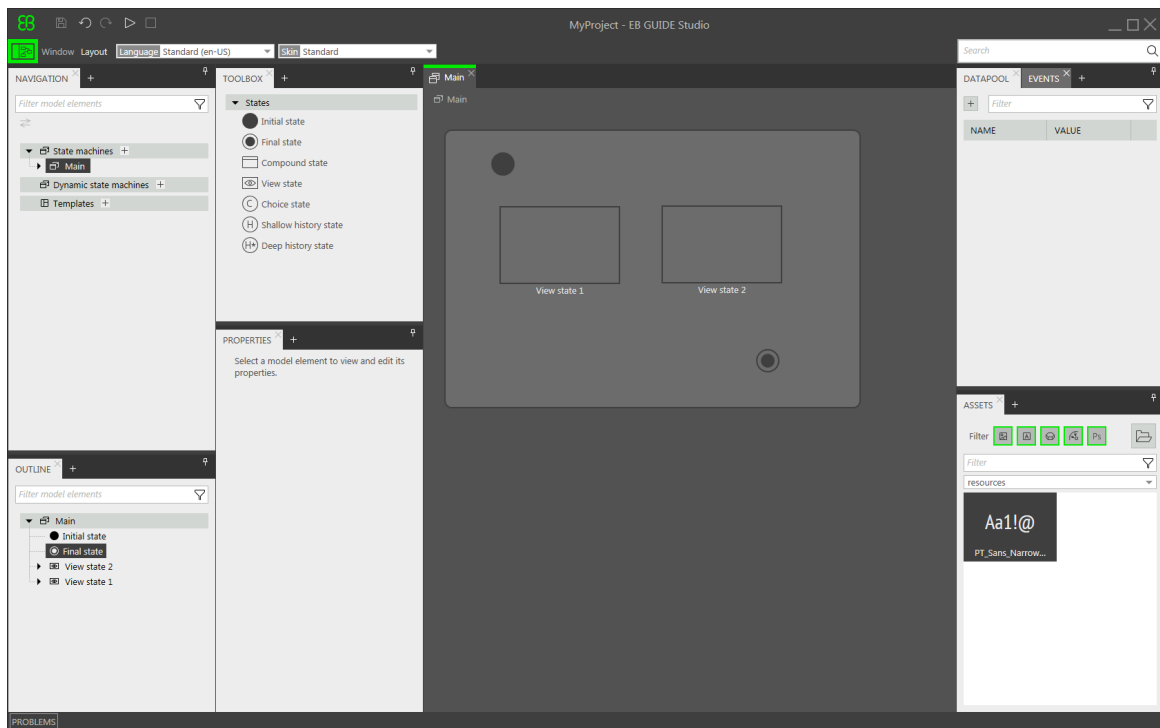 EB
MyProject - EB GUIDE Studio
Window Layout Language Standard (en-US) Skin Standard
Search
NAVIGATION
Filter model elements
State machines
Main
Dynamic state machines
Templates
OUTLINE
Filter model elements
Main
Initial state
Final state
View state 2
View state 1
TOOLBOX
States
Initial state
Final state
Compound state
View state
C Choice state
H Shallow history state
H* Deep history state
PROPERTIES
Select a model element to view and edit its
properties.
Main
Main
View state 1
View state 2
DATAPOOL EVENTS
Filter
NAME VALUE
ASSETS
Filter A Ps
Filter
resources
Aa1!@
PT_Sans_Narrow...
PROBLEMS